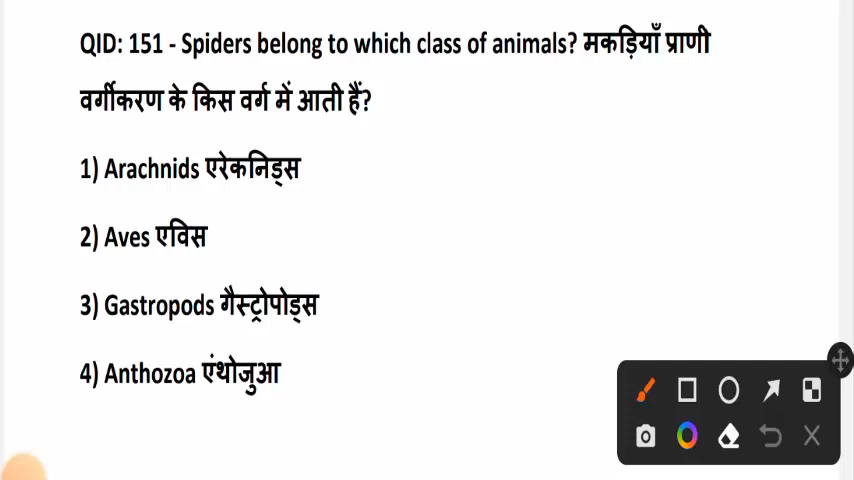 QID: 151 - Spiders belong to which class of animals? मकड़ियाँ प्राणी
वर्गीकरण के किस वर्ग में आती हैं?
1) Arachnids एरेकनिड्स
2) Aves एविस
3) Gastropods गैस्ट्रोपोड्स
4) Anthozoa एंथोजुआ